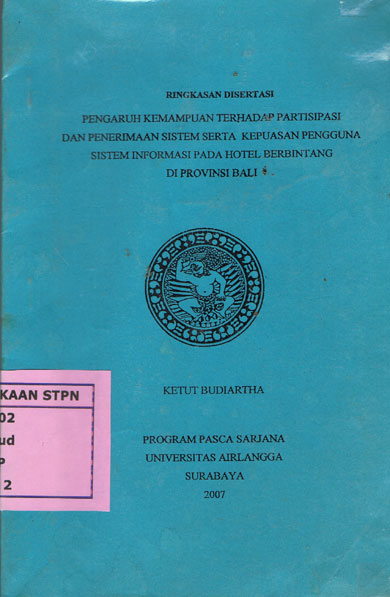 RINGKASAN DISERTASI
PENGARUH KEMAMPUAN TERHADAP PARTISIPASI
DAN PENERIMAAN SISTEM SERTA KEPUASAN PENGGUNA
SISTEM INFORMASI PADA HOTEL BERBINTANG
DI PROVINSI BALI
KETUT BUDIARTHA
PROGRAM PASCA SARJANA
UNIVERSITAS AIRLANGGA
SURABAYA
2007
KAAN STPN
02
ud
P
2